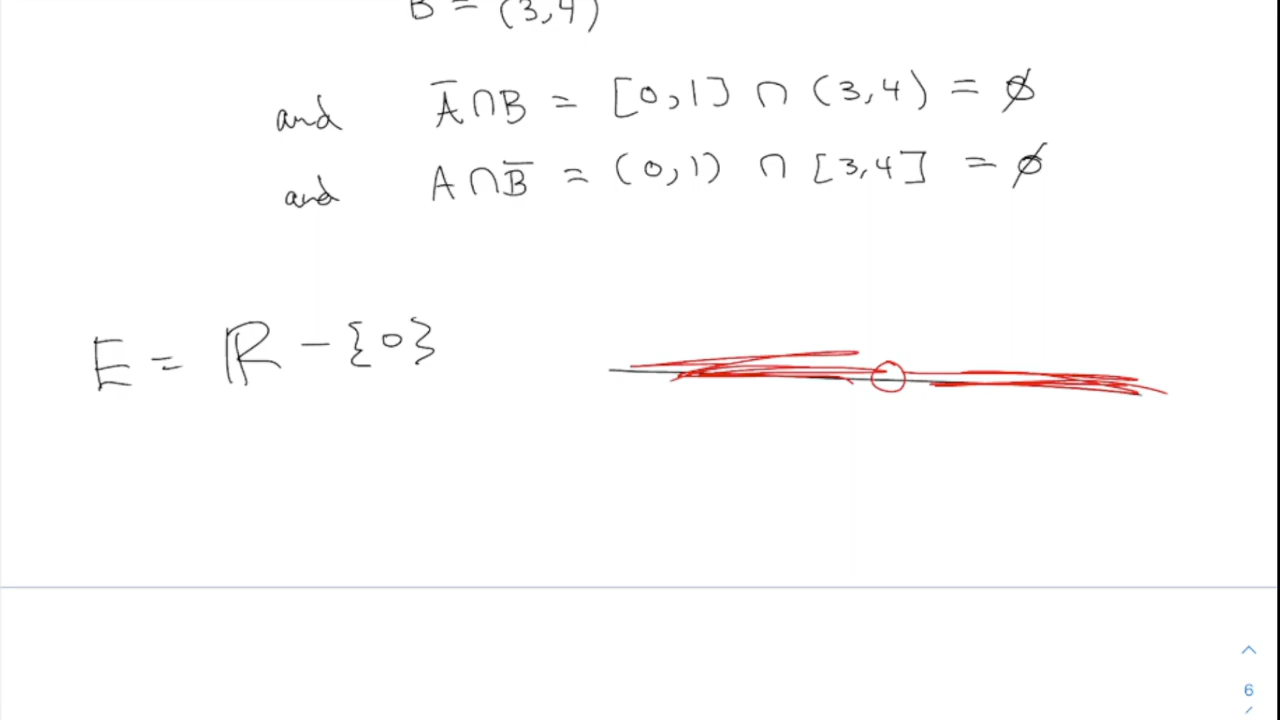 B = (3,4)
and A̅∩B = [0,1] ∩ (3,4) = ∅
and A∩B̅ = (0,1) ∩ [3,4] = ∅
E = ℝ - {0}
6